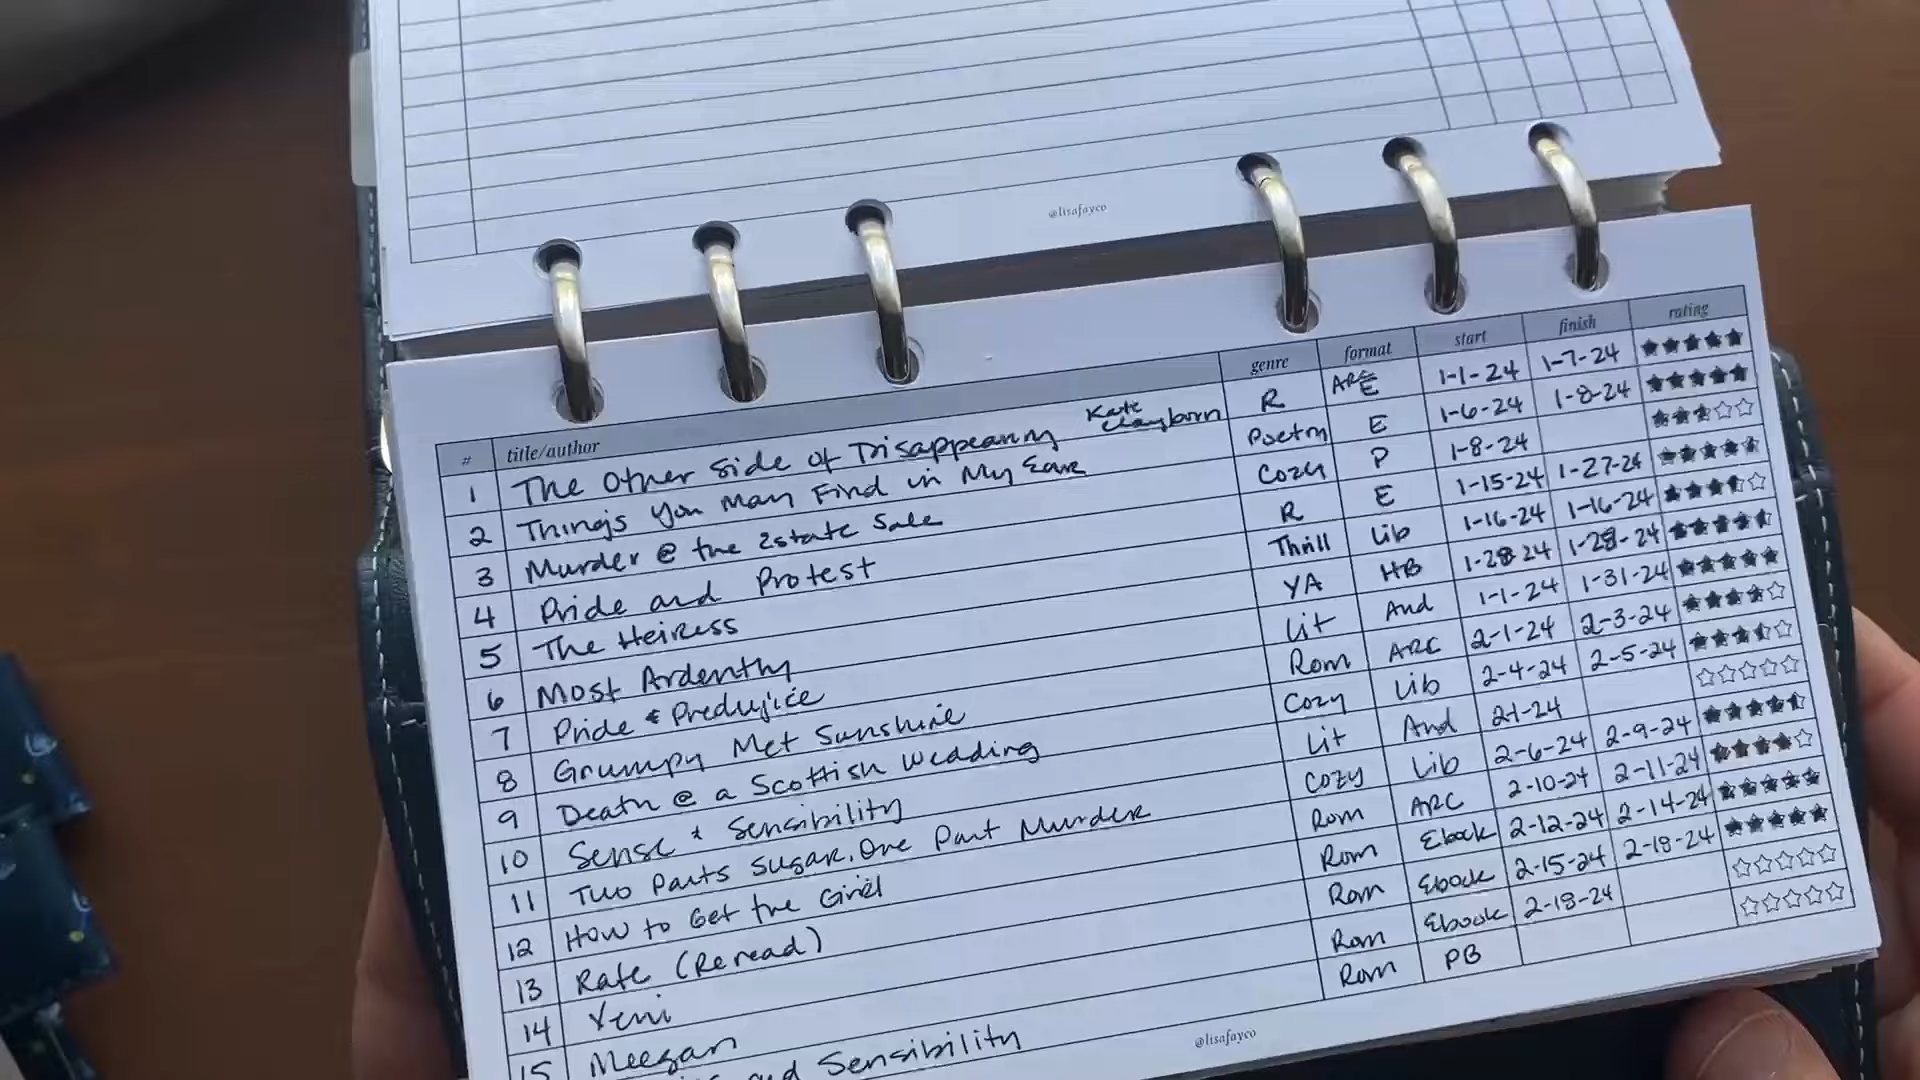 @lisafayco
# title/author genre format start finish rating
1 The Other Side of Disappearing Kate Clayborn R ARC E 1-1-24 1-7-24
2 Things You May Find in My Ear Poetry E 1-6-24 1-8-24
3 Murder @ the Estate Sale Cozy P 1-8-24
4 Pride and Protest R E 1-15-24 1-27-24
5 The Heiress Thrill Lib 1-16-24 1-16-24
6 Most Ardently YA HB 1-28-24 1-28-24
7 Pride & Predujice Lit Aud 1-1-24 1-31-24
8 Grumpy Met Sunshine Rom ARC 2-1-24 2-3-24
9 Death @ a Scottish Wedding Cozy Lib 2-4-24 2-5-24
10 Sense & Sensibility Lit Aud 2-1-24
11 Two Parts Sugar, One Part Murder Cozy Lib 2-6-24 2-9-24
12 How to Get the Girl Rom ARC 2-10-24 2-11-24
13 Rafe (Reread) Rom Ebook 2-12-24 2-14-24
14 Xeni Rom Ebook 2-15-24 2-18-24
15 Meegan Rom Ebook 2-18-24
and Sensibility Rom PB
@lisafayco